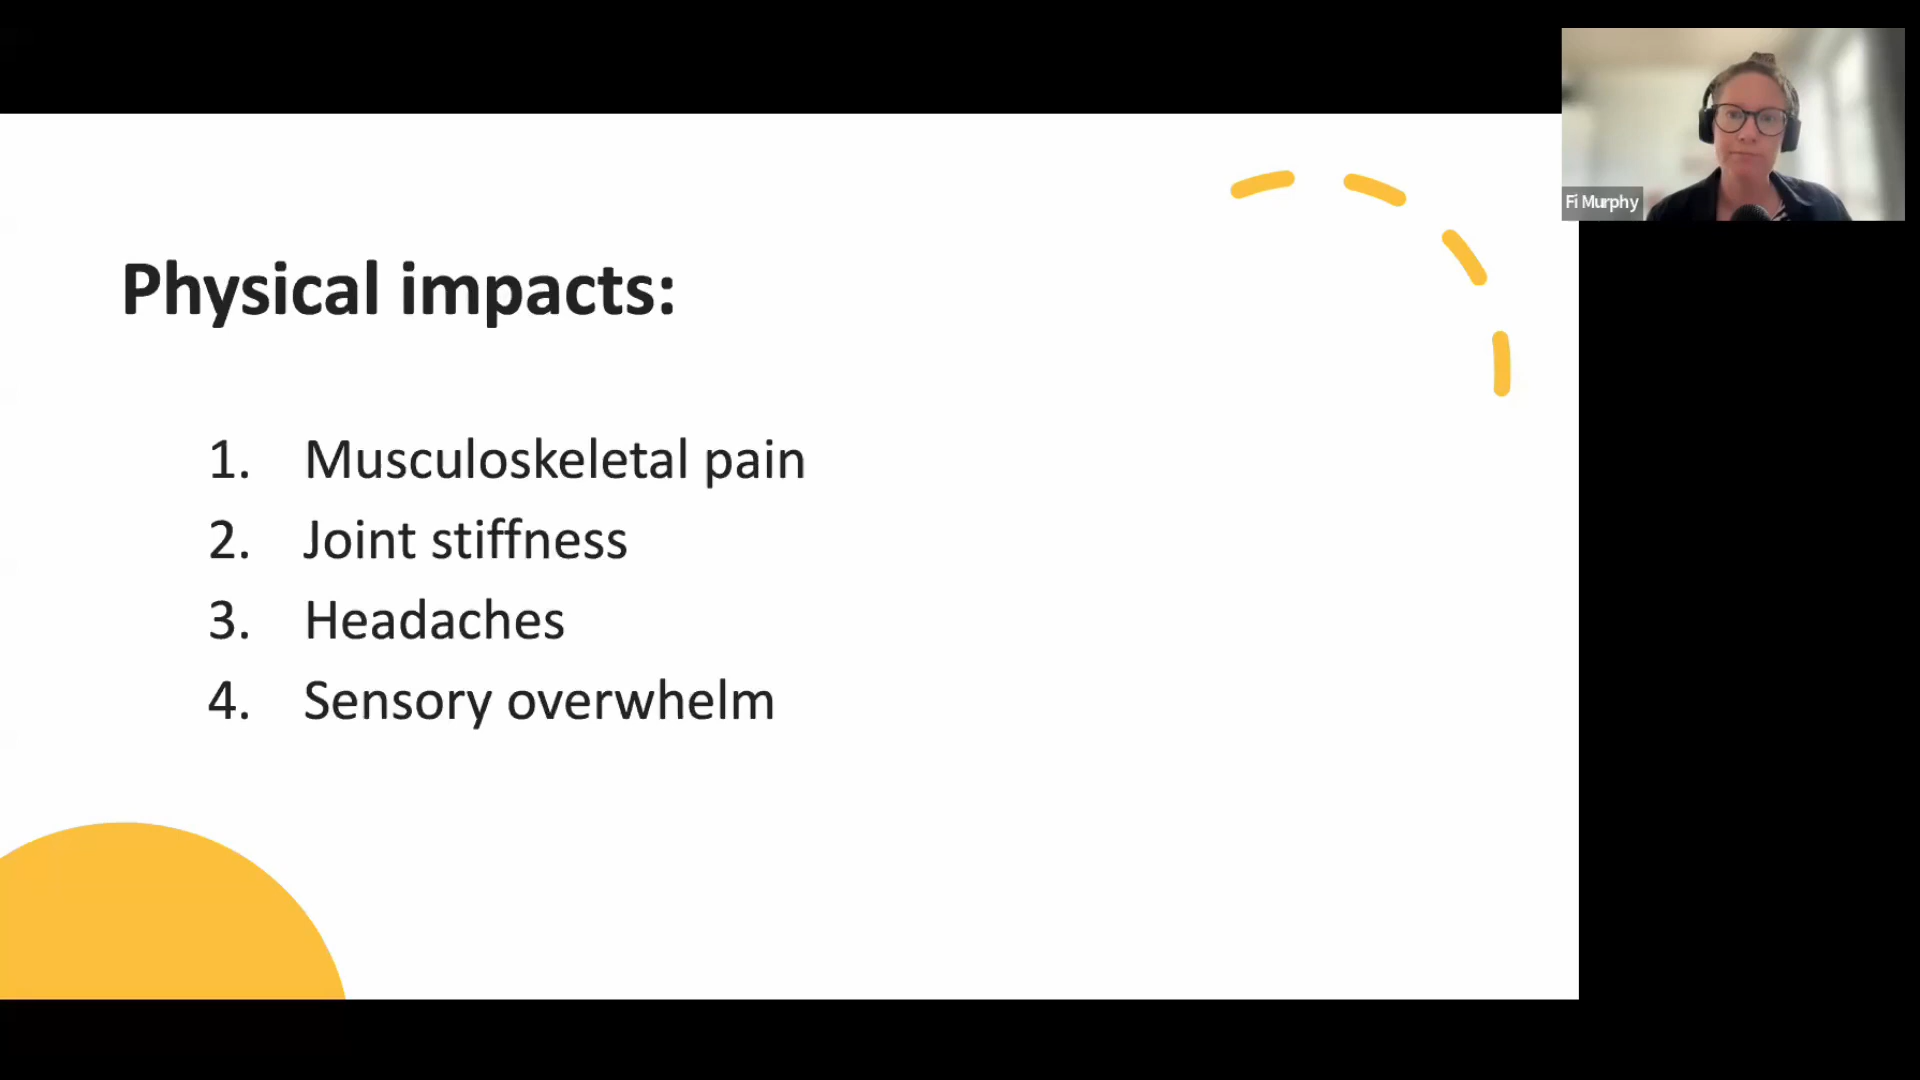 Physical impacts:
1. Musculoskeletal pain
2. Joint stiffness
3. Headaches
4. Sensory overwhelm
Fi Murphy